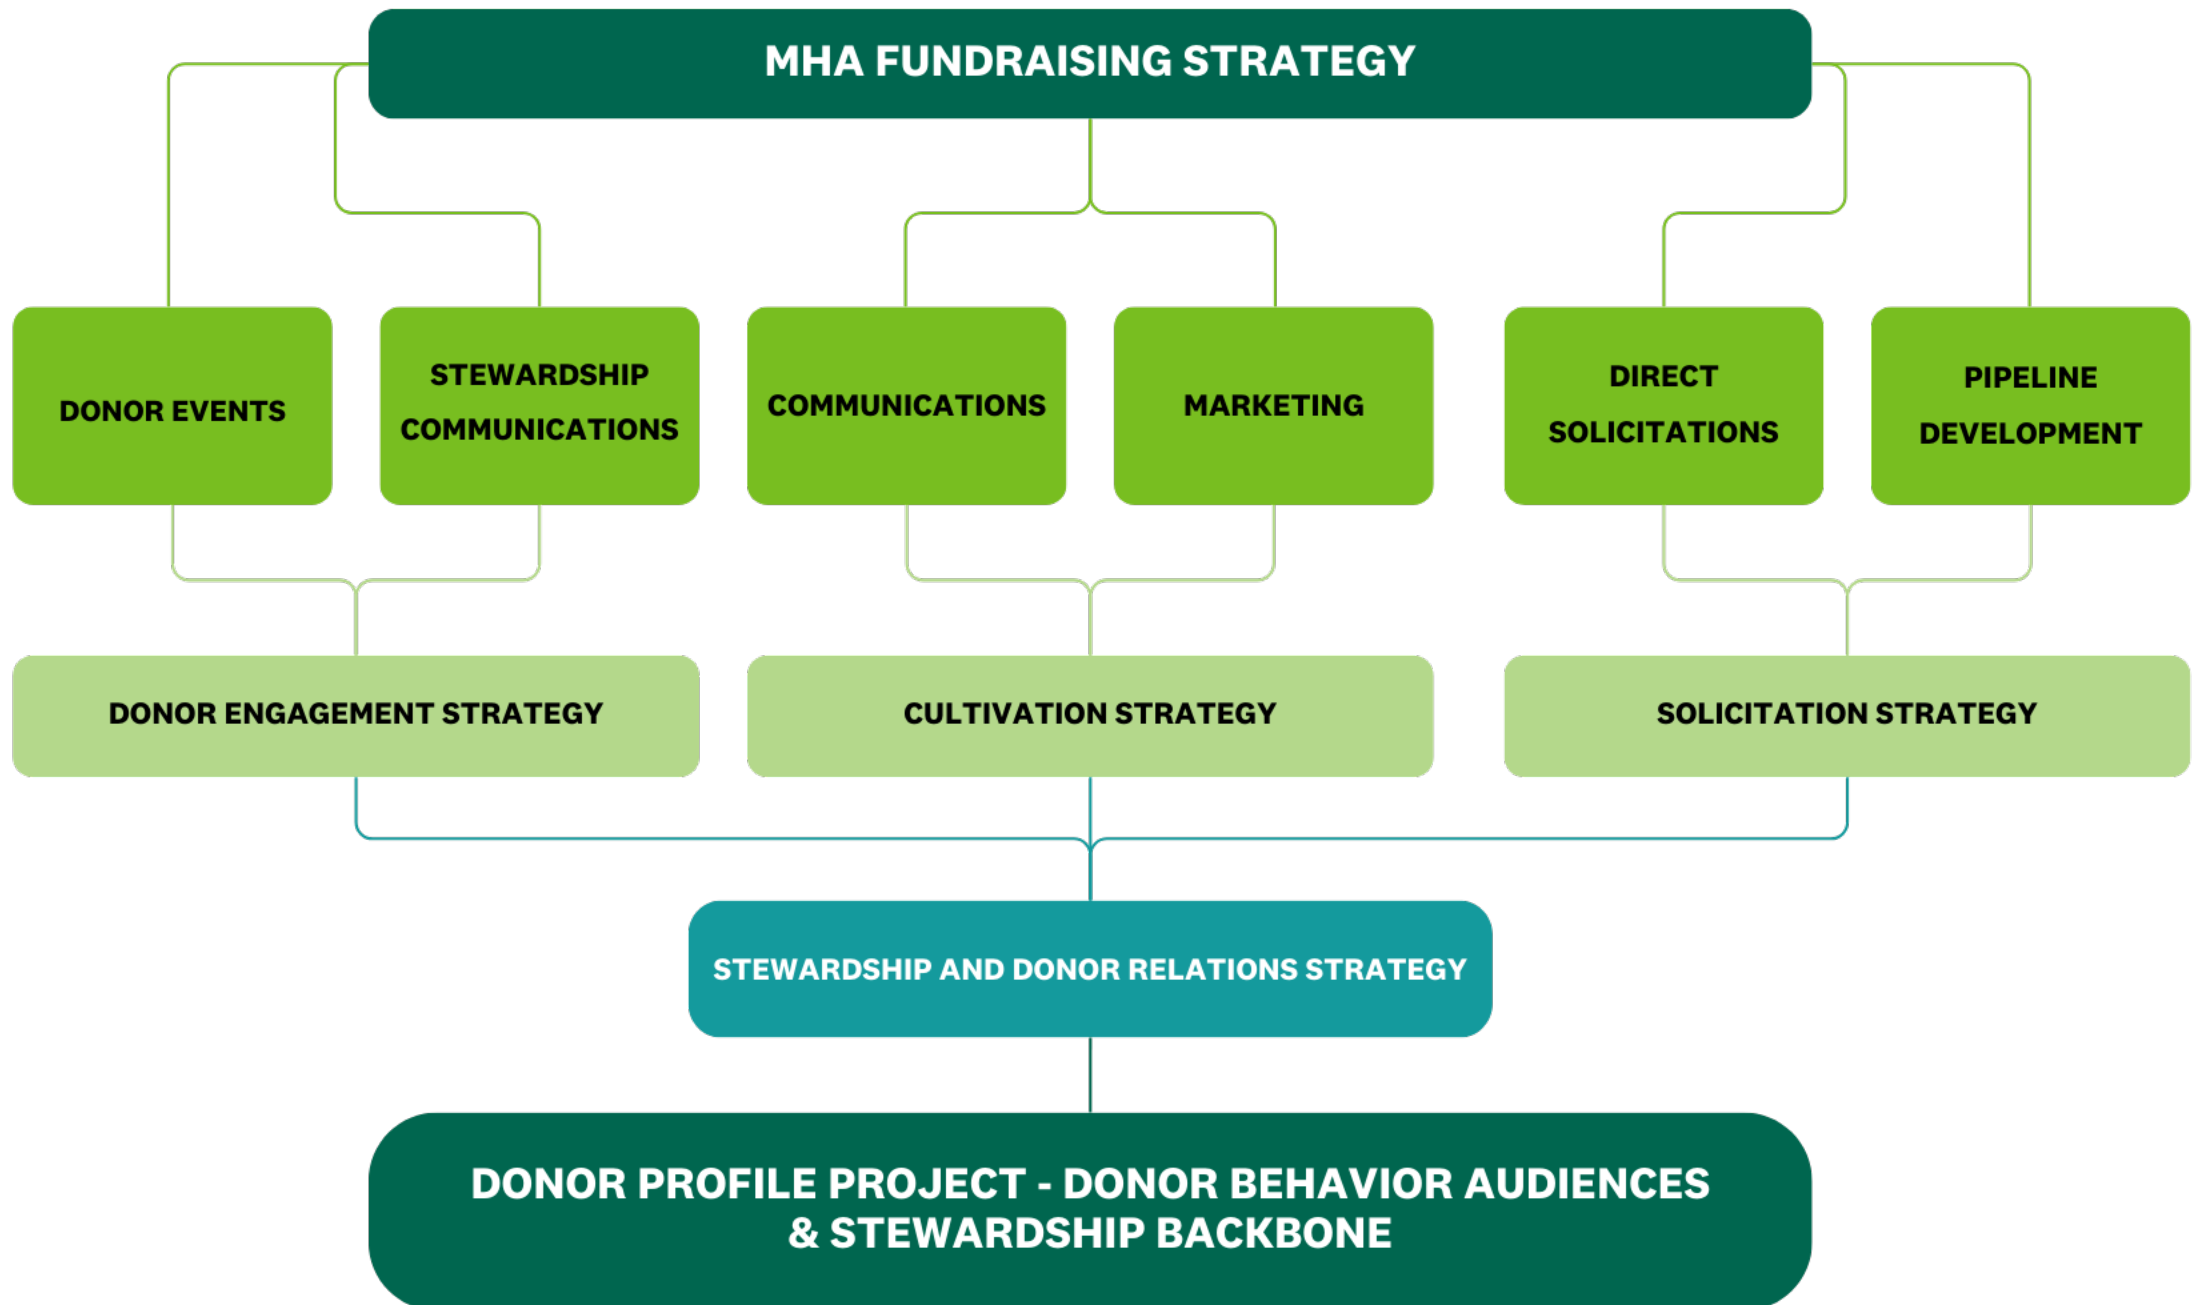 MHA FUNDRAISING STRATEGY
DONOR EVENTS
STEWARDSHIP
COMMUNICATIONS
COMMUNICATIONS
MARKETING
DIRECT
SOLICITATIONS
PIPELINE
DEVELOPMENT
DONOR ENGAGEMENT STRATEGY
CULTIVATION STRATEGY
SOLICITATION STRATEGY
STEWARDSHIP AND DONOR RELATIONS STRATEGY
DONOR PROFILE PROJECT - DONOR BEHAVIOR AUDIENCES
& STEWARDSHIP BACKBONE